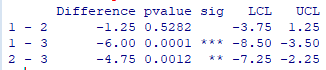 Difference pvalue sig LCL UCL
1 - 2 -1.25 0.5282 -3.75 1.25
1 - 3 -6.00 0.0001 *** -8.50 -3.50
2 - 3 -4.75 0.0012 ** -7.25 -2.25